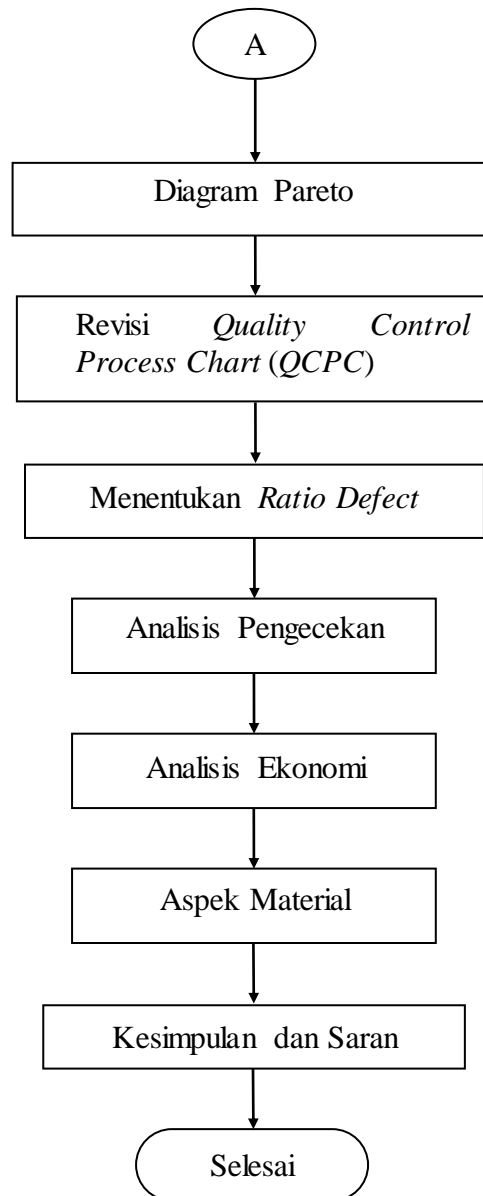 A
Diagram Pareto
Revisi Quality Control
Process Chart (QCPC)
Menentukan Ratio Defect
Analisis Pengecekan
Analisis Ekonomi
Aspek Material
Kesimpulan dan Saran
Selesai